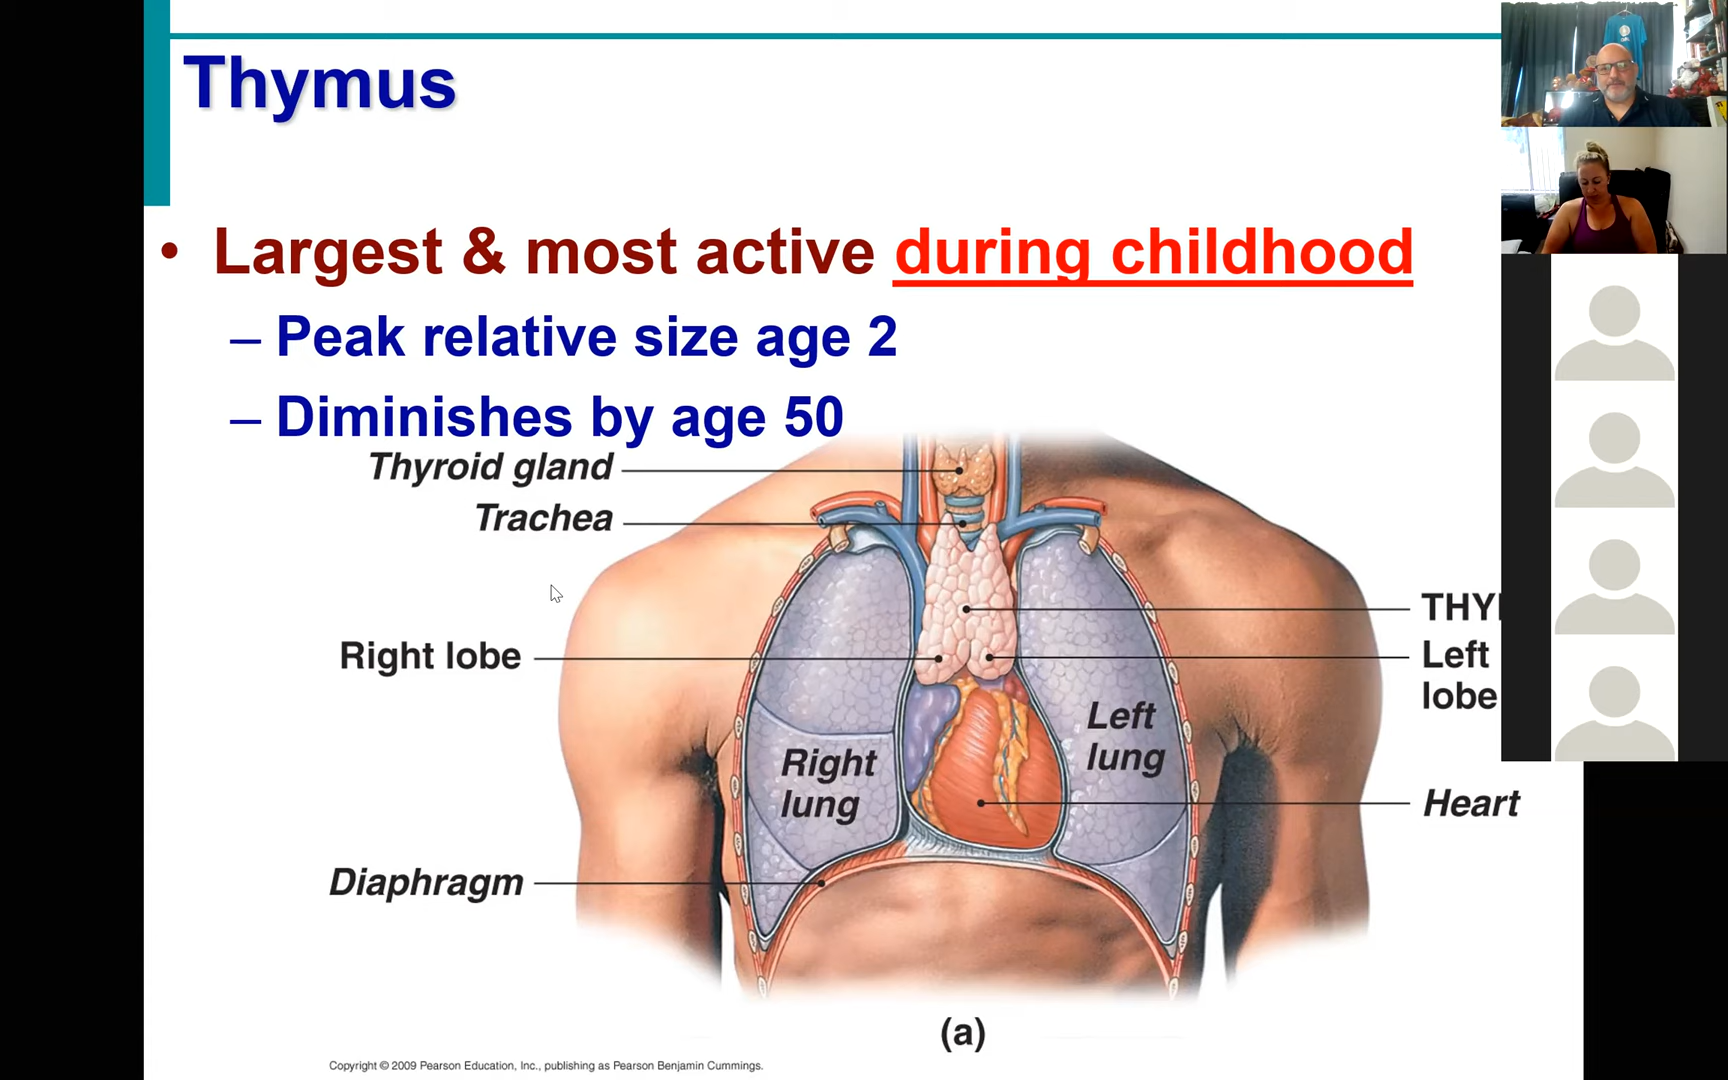 Thymus
• Largest & most active during childhood
– Peak relative size age 2
– Diminishes by age 50
Thyroid gland
Trachea
THY
Right lobe
Left
lobe
Left
lung
Right
lung
Heart
Diaphragm
(a)
Copyright © 2009 Pearson Education, Inc., publishing as Pearson Benjamin Cummings.